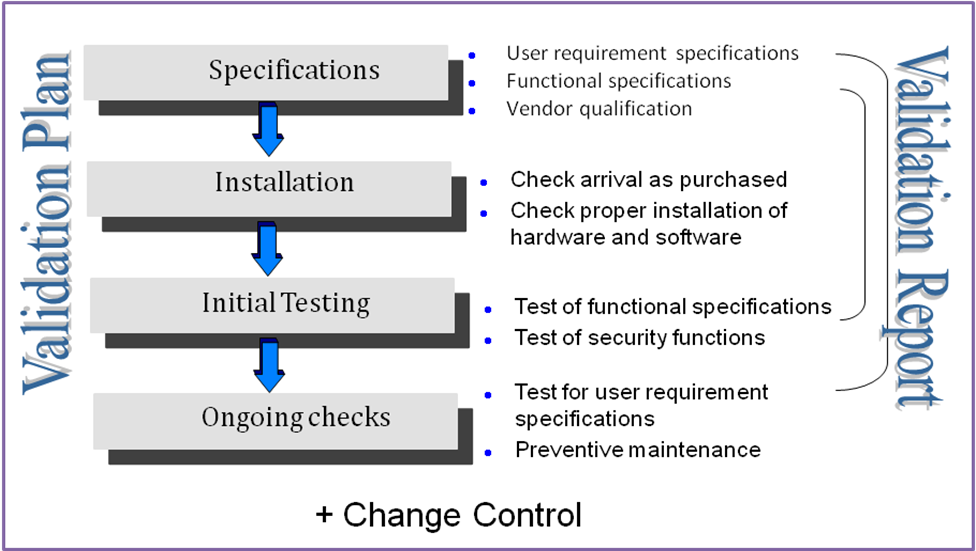 Validation Plan
Specifications
User requirement specifications
Functional specifications
Vendor qualification
Installation
Check arrival as purchased
Check proper installation of
hardware and software
Initial Testing
Test of functional specifications
Test of security functions
Ongoing checks
Test for user requirement
specifications
Preventive maintenance
Validation Report
+ Change Control